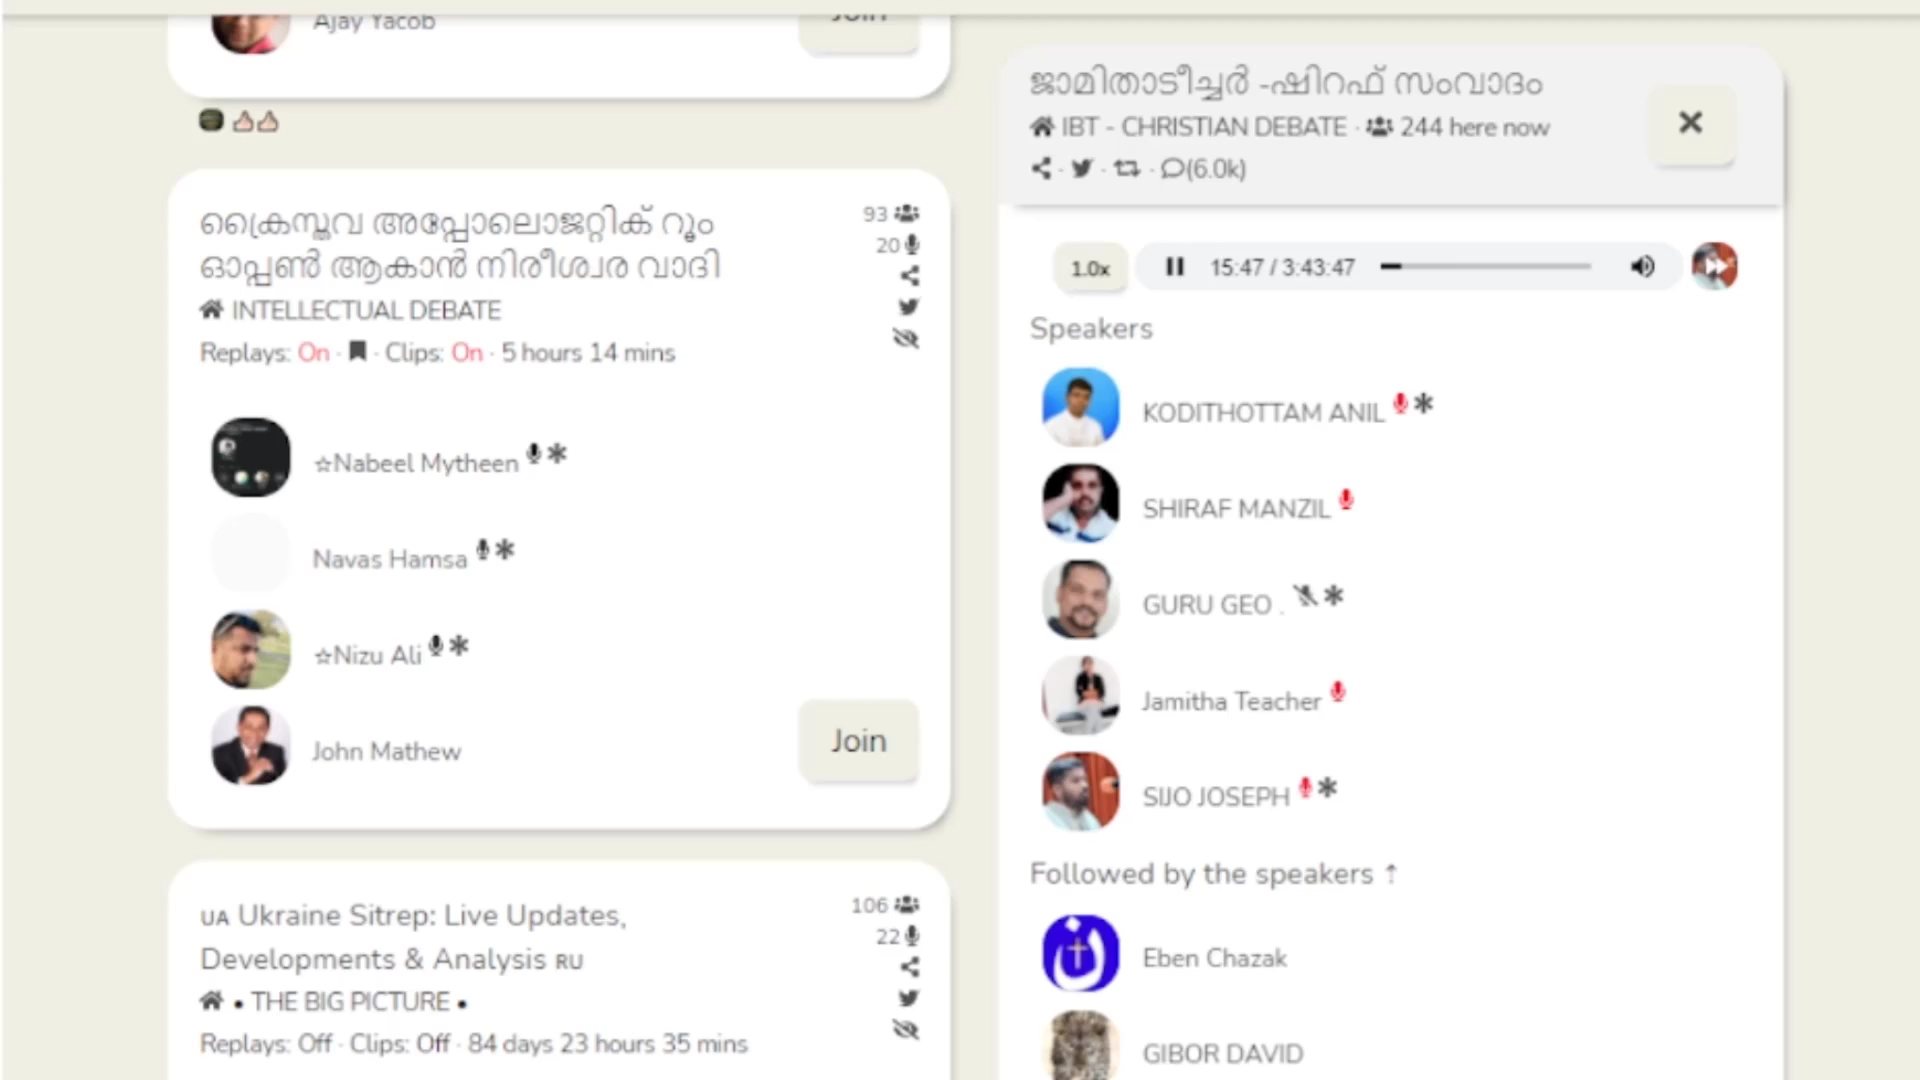 Ajay Yacob
Join
ക്രൈസ്തവ അപ്പോലൊജറ്റിക് റൂം
ഓപ്പൺ ആകാൻ നിരീശ്വര വാദി
INTELLECTUAL DEBATE
Replays: On · · Clips: On · 5 hours 14 mins
93
20
☆Nabeel Mytheen *
Navas Hamsa *
☆Nizu Ali *
John Mathew
Join
UA Ukraine Sitrep: Live Updates,
Developments & Analysis RU
• THE BIG PICTURE •
Replays: Off · Clips: Off · 84 days 23 hours 35 mins
106
22
ജാമിതാടീച്ചർ -ഷിറഫ് സംവാദം
IBT - CHRISTIAN DEBATE · 244 here now
· · · (6.0k)
1.0x
15:47 / 3:43:47
Speakers
KODITHOTTAM ANIL *
SHIRAF MANZIL
GURU GEO . *
Jamitha Teacher
SIJO JOSEPH *
Followed by the speakers ↑
Eben Chazak
GIBOR DAVID